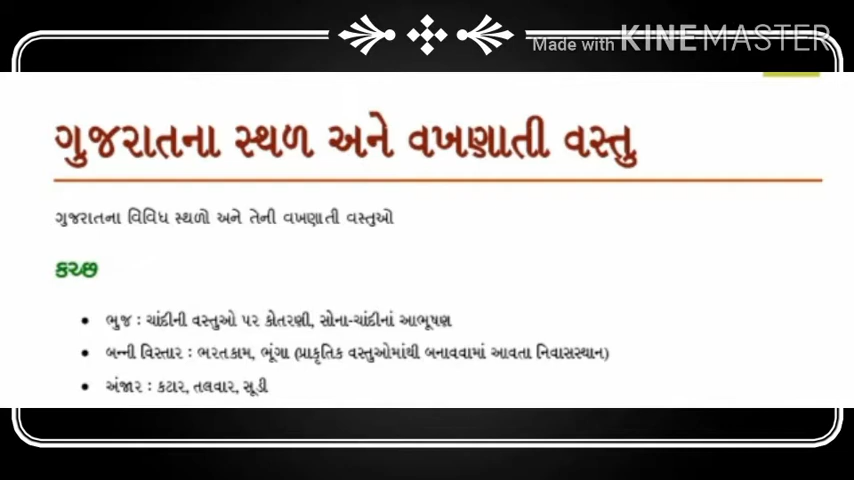 Made with KINEMASTER
ગુજરાતના સ્થળ અને વખણાતી વસ્તુ
ગુજરાતના વિવિધ સ્થળો અને તેની વખણાતી વસ્તુઓ
કચ્છ
• ભુજ : ચાંદીની વસ્તુઓ પર કોતરણી, સોના-ચાંદીનાં આભૂષણ
• બન્ની વિસ્તાર : ભરતકામ, ભૂંગા (પ્રાકૃતિક વસ્તુઓમાંથી બનાવવામાં આવતા નિવાસસ્થાન)
• અંજાર : કટાર, તલવાર, સૂડી